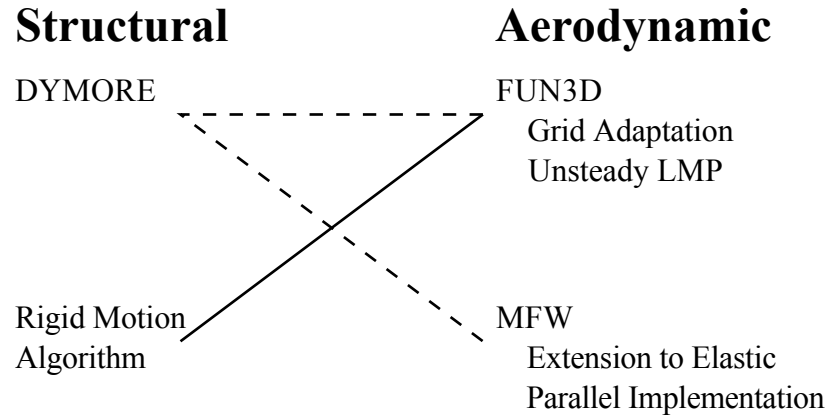 Structural
Aerodynamic
DYMORE
FUN3D
Grid Adaptation
Unsteady LMP
Rigid Motion
Algorithm
MFW
Extension to Elastic
Parallel Implementation